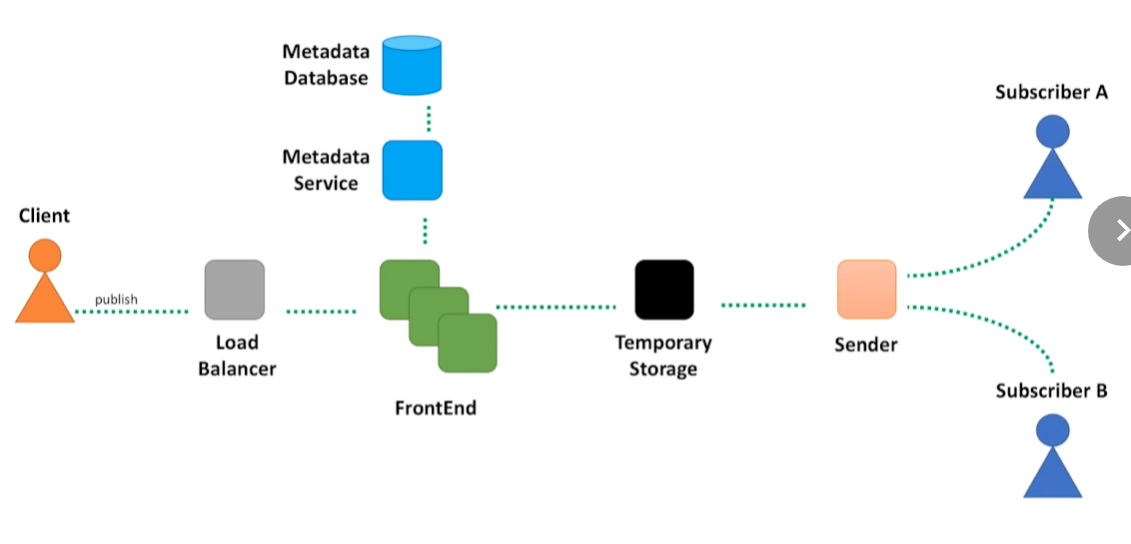 Metadata
Database
Subscriber A
Metadata
Service
Client
publish
Load
Balancer
FrontEnd
Temporary
Storage
Sender
Subscriber B